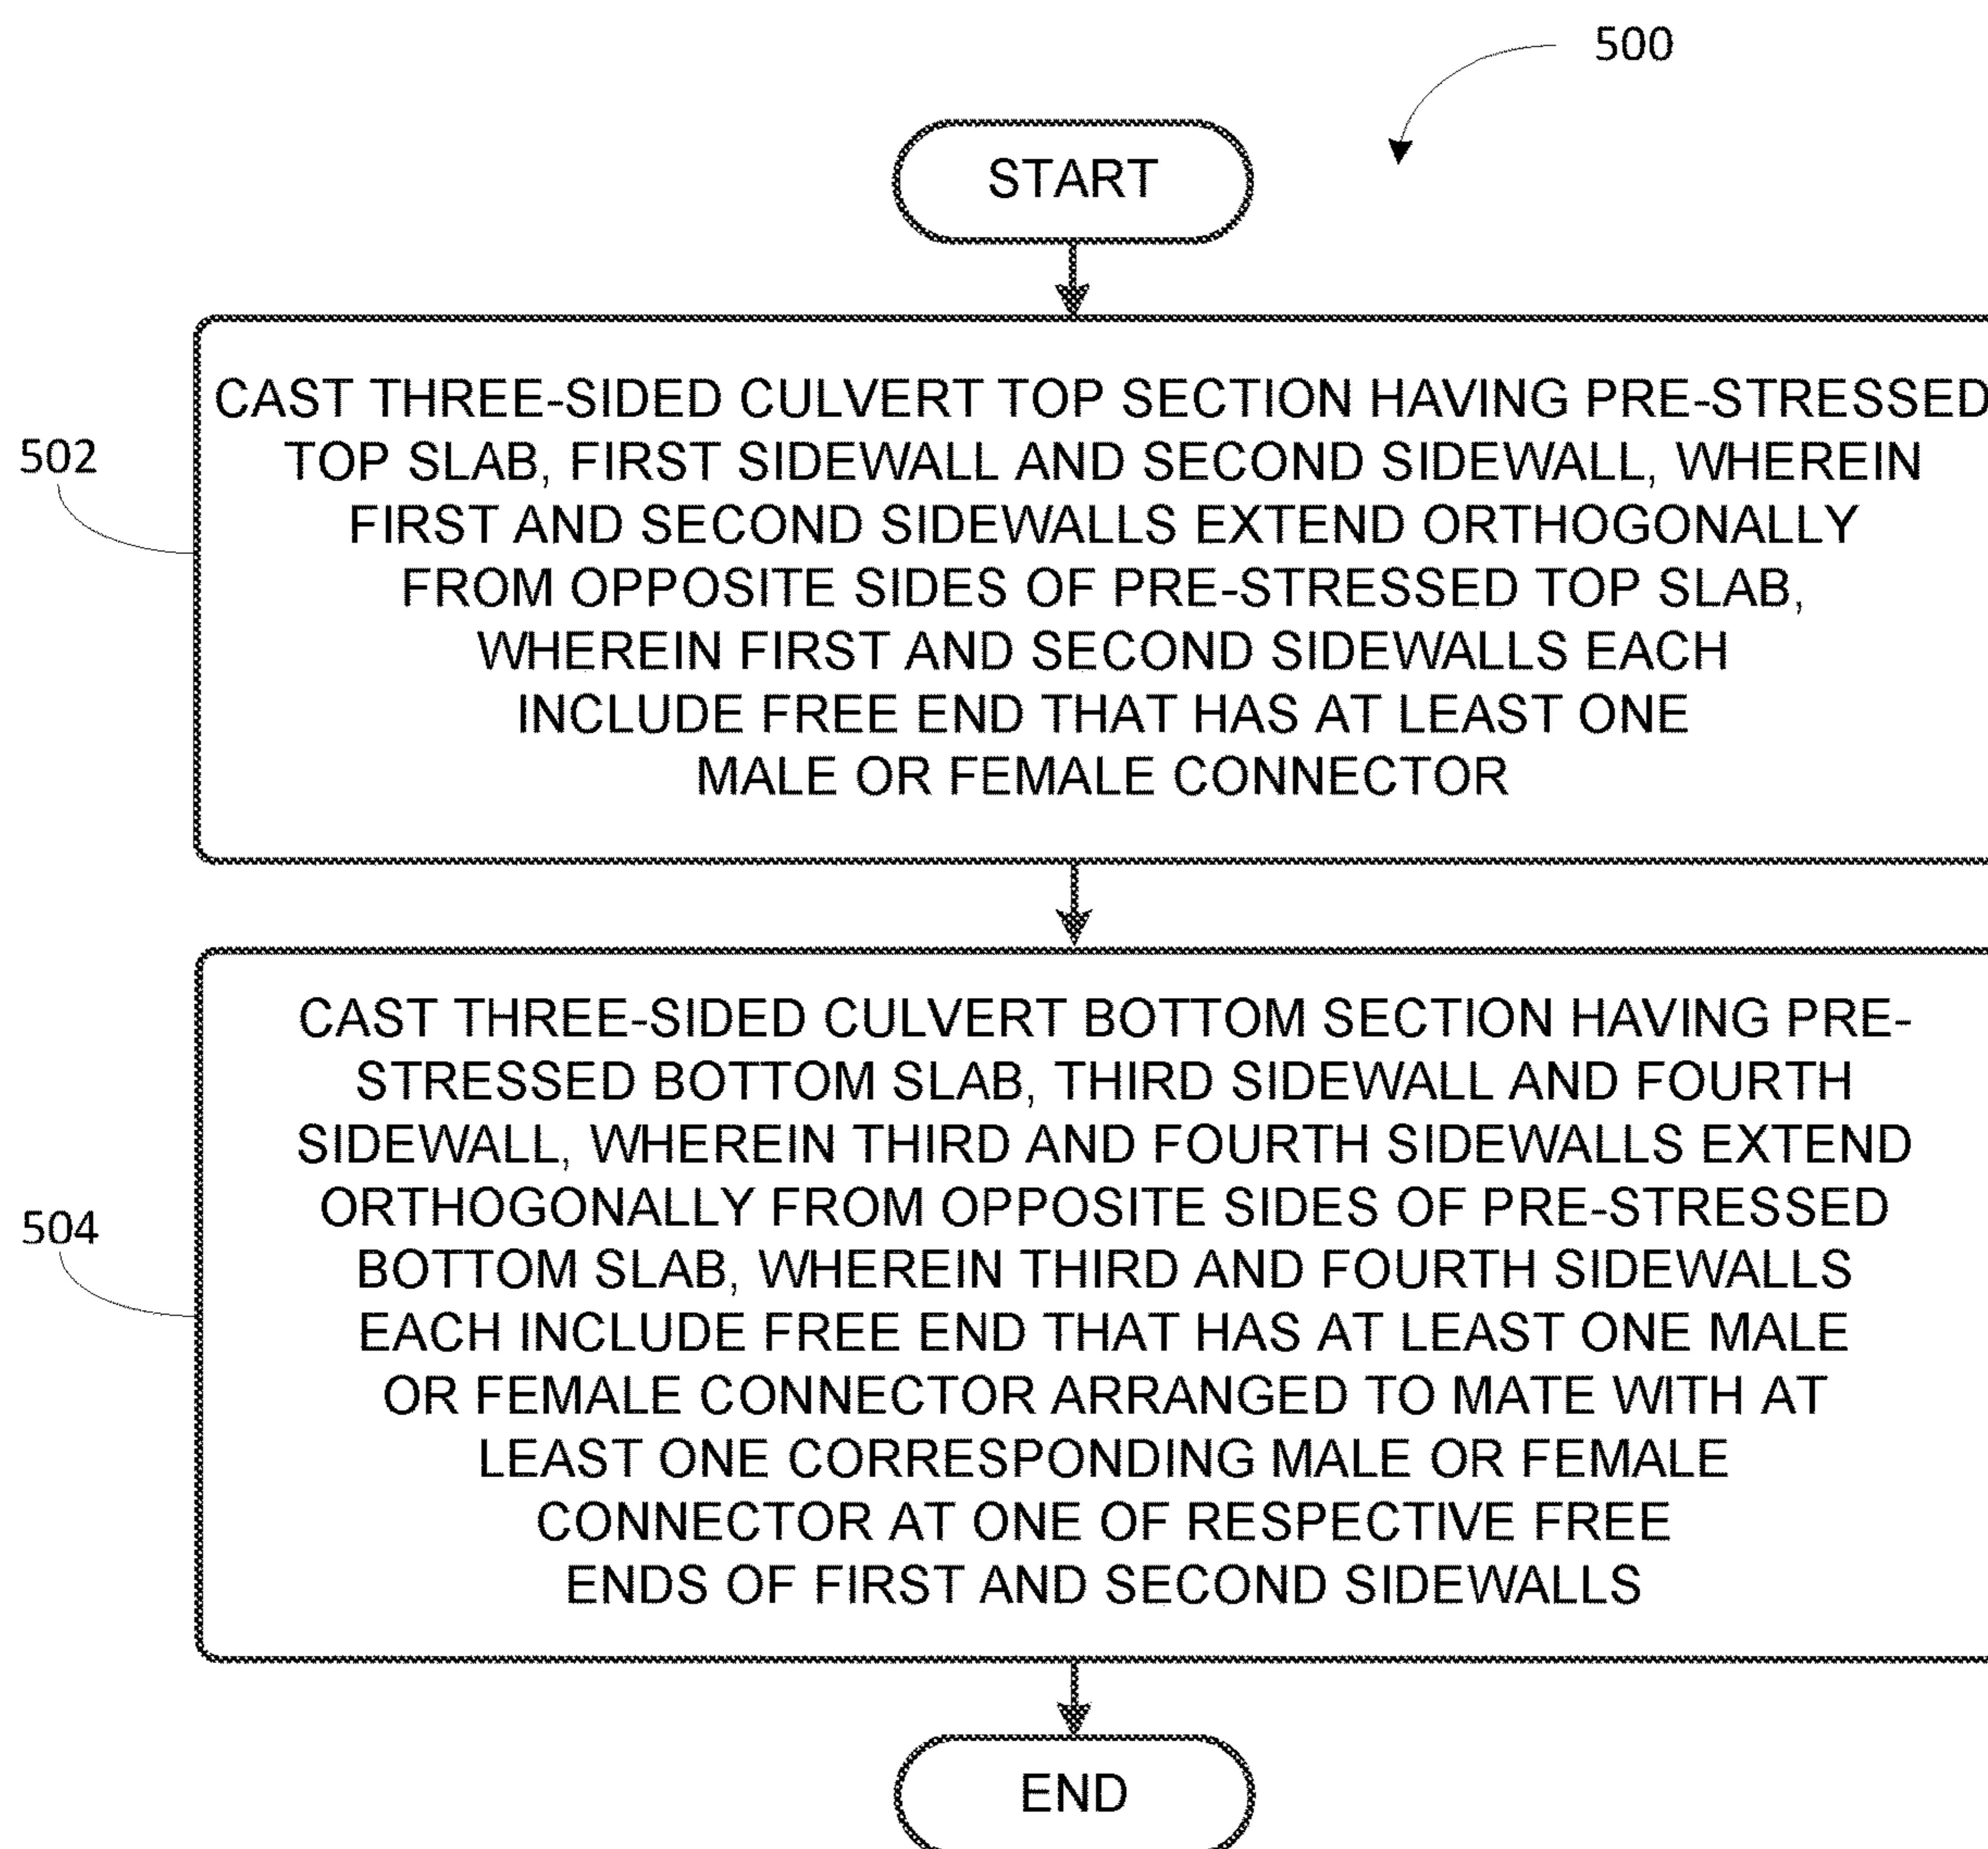 500
START
502
CAST THREE-SIDED CULVERT TOP SECTION HAVING PRE-STRESSED
TOP SLAB, FIRST SIDEWALL AND SECOND SIDEWALL, WHEREIN
FIRST AND SECOND SIDEWALLS EXTEND ORTHOGONALLY
FROM OPPOSITE SIDES OF PRE-STRESSED TOP SLAB,
WHEREIN FIRST AND SECOND SIDEWALLS EACH
INCLUDE FREE END THAT HAS AT LEAST ONE
MALE OR FEMALE CONNECTOR
504
CAST THREE-SIDED CULVERT BOTTOM SECTION HAVING PRE-
STRESSED BOTTOM SLAB, THIRD SIDEWALL AND FOURTH
SIDEWALL, WHEREIN THIRD AND FOURTH SIDEWALLS EXTEND
ORTHOGONALLY FROM OPPOSITE SIDES OF PRE-STRESSED
BOTTOM SLAB, WHEREIN THIRD AND FOURTH SIDEWALLS
EACH INCLUDE FREE END THAT HAS AT LEAST ONE MALE
OR FEMALE CONNECTOR ARRANGED TO MATE WITH AT
LEAST ONE CORRESPONDING MALE OR FEMALE
CONNECTOR AT ONE OF RESPECTIVE FREE
ENDS OF FIRST AND SECOND SIDEWALLS
END